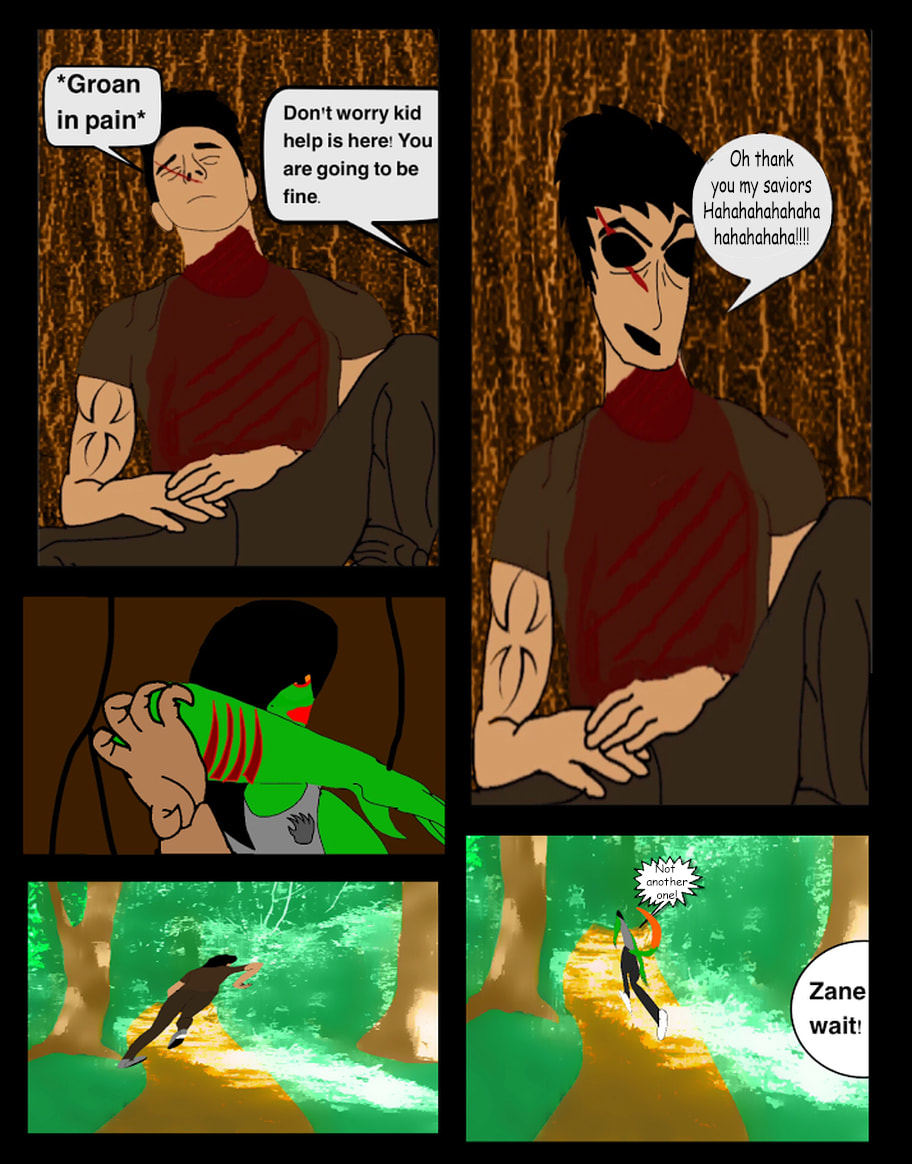 *Groan
in pain*
Don't worry kid
help is here! You
are going to be
fine.
Oh thank
you my saviors
Hahahahahahaha
hahahahaha!!!!
Not
another
one!
Zane
wait!